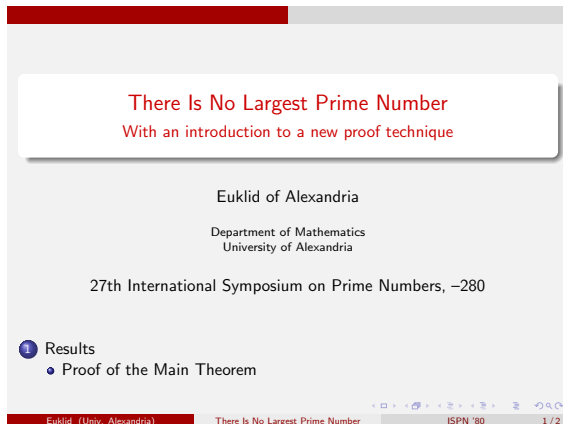 There Is No Largest Prime Number
With an introduction to a new proof technique
Euklid of Alexandria
Department of Mathematics
University of Alexandria
27th International Symposium on Prime Numbers, –280
1 Results
Proof of the Main Theorem
Euklid (Univ. Alexandria) There Is No Largest Prime Number ISPN '80 1 / 2